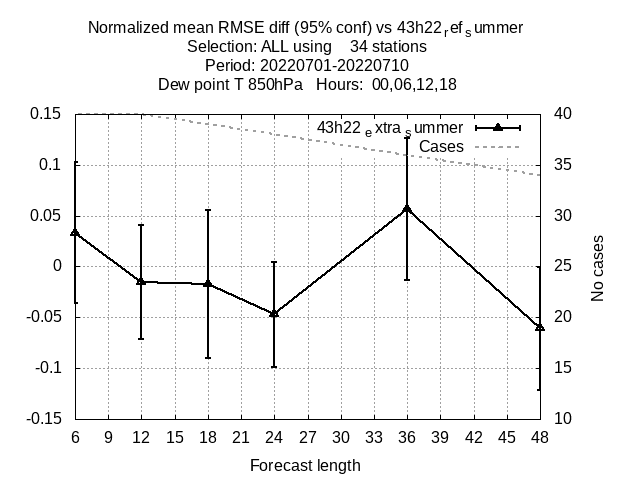 Normalized mean RMSE diff (95% conf) vs 43h22refsummer
Selection: ALL using 34 stations
Period: 20220701-20220710
Dew point T 850hPa Hours: 00,06,12,18
43h22extrasummer
Cases
0.15
0.1
0.05
0
-0.05
-0.1
-0.15
40
35
30
25
20
15
10
No cases
6 9 12 15 18 21 24 27 30 33 36 39 42 45 48
Forecast length